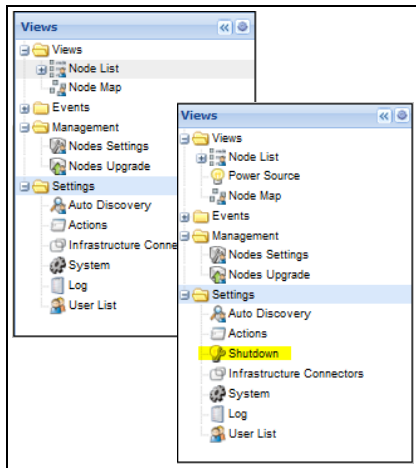 Views
Views
Node List
Node Map
Events
Management
Nodes Settings
Nodes Upgrade
Settings
Auto Discovery
Actions
Infrastructure Conne
System
Log
User List
Views
Views
Node List
Power Source
Node Map
Events
Management
Nodes Settings
Nodes Upgrade
Settings
Auto Discovery
Actions
Shutdown
Infrastructure Connectors
System
Log
User List